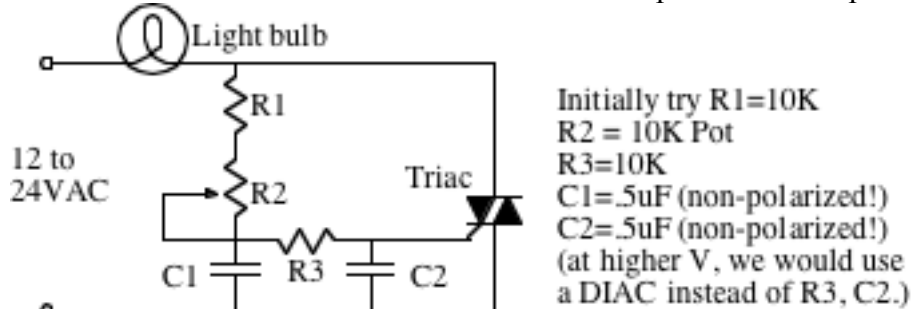 Light bulb
R1
Initially try R1=10K
R2 = 10K Pot
12 to
24VAC
R2
Triac
R3=10K
C1=.5uF (non-polarized!)
C2=.5uF (non-polarized!)
C1
R3
C2
(at higher V, we would use
a DIAC instead of R3, C2.)